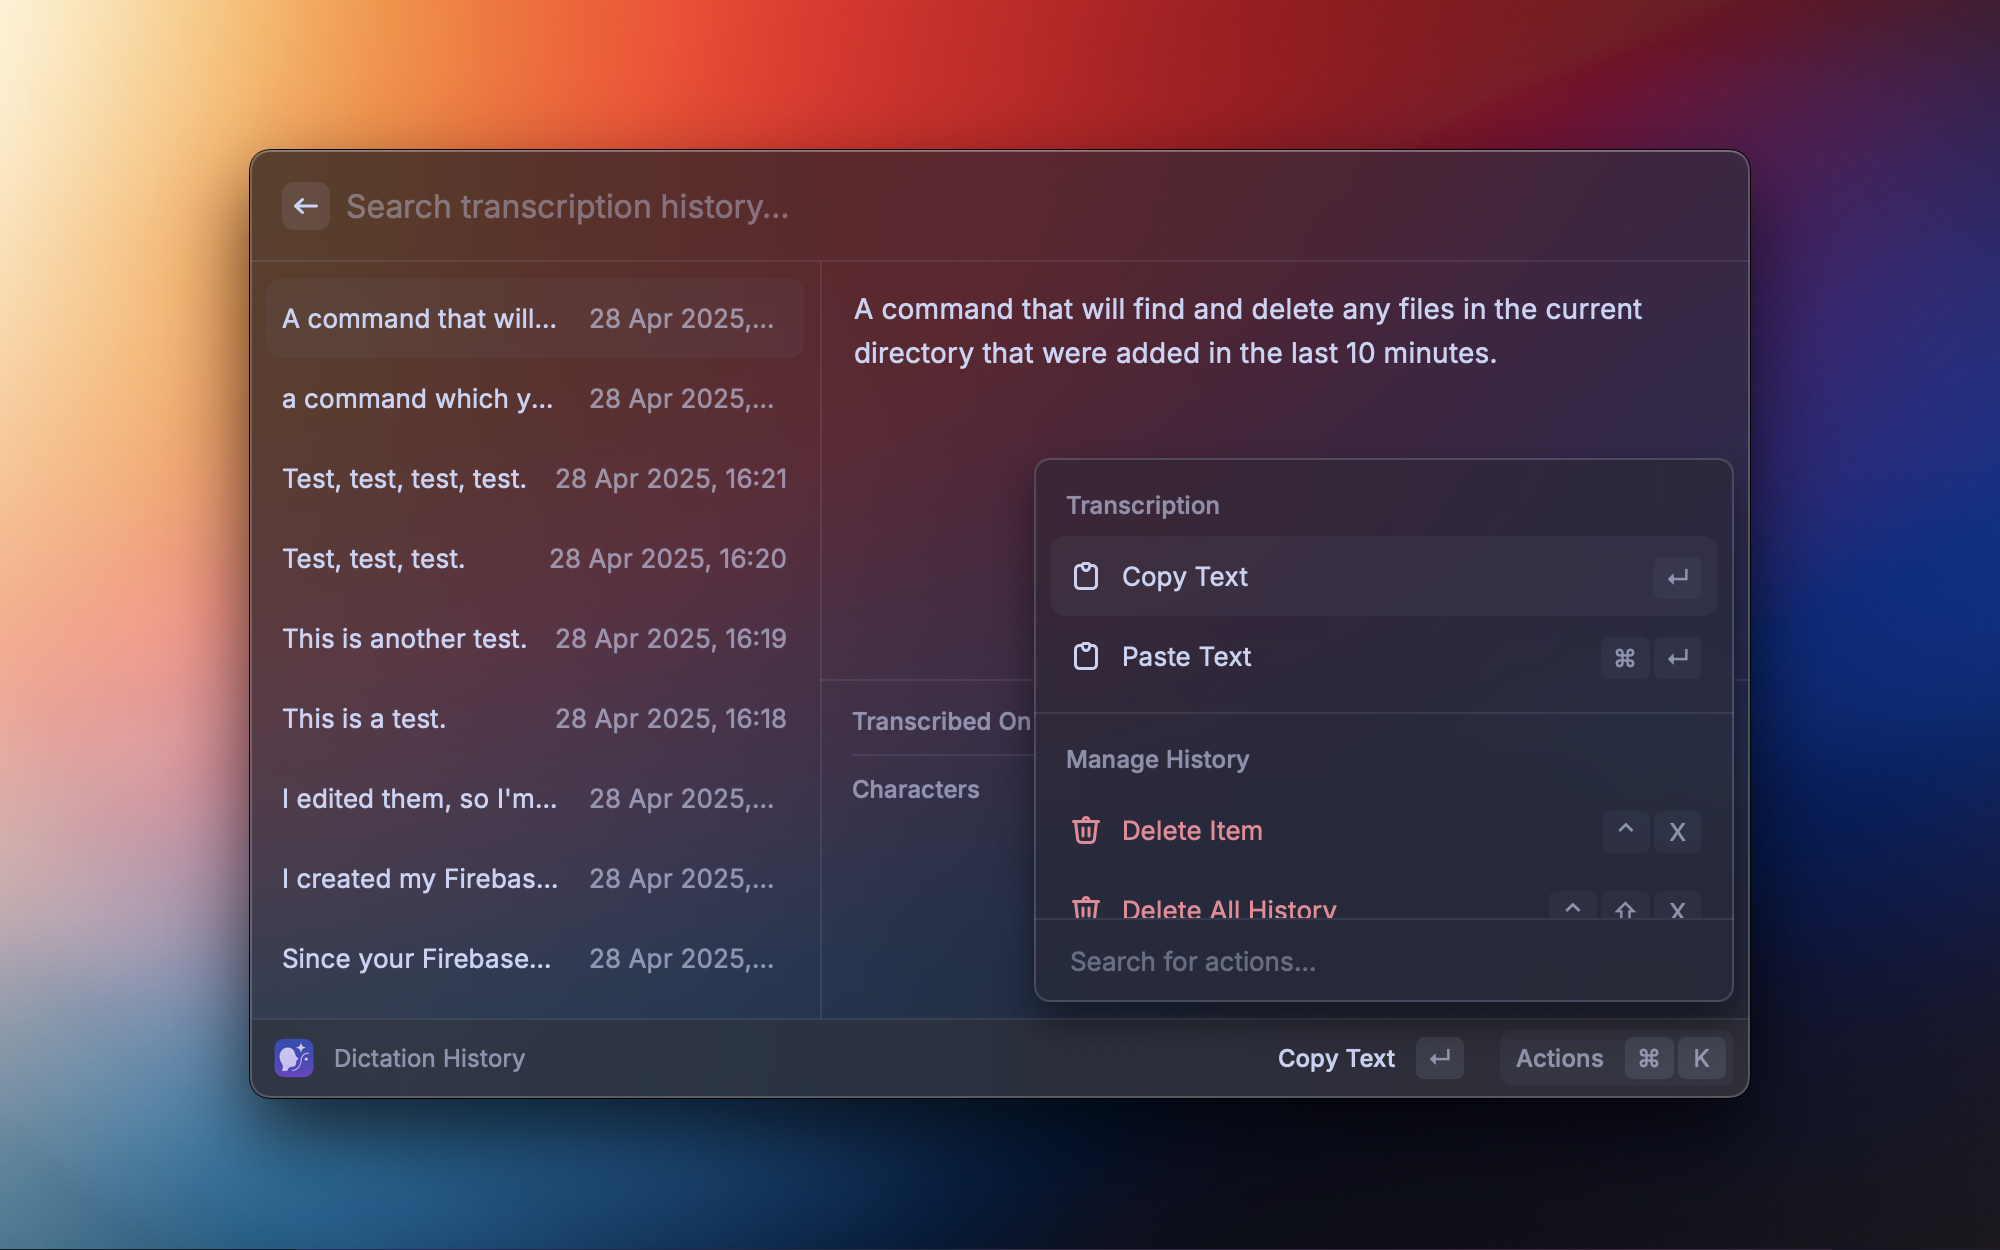 Search transcription history...
A command that will... 28 Apr 2025,...
a command which y... 28 Apr 2025,...
Test, test, test, test. 28 Apr 2025, 16:21
Test, test, test. 28 Apr 2025, 16:20
This is another test. 28 Apr 2025, 16:19
This is a test. 28 Apr 2025, 16:18
I edited them, so I'm... 28 Apr 2025,...
I created my Firebas... 28 Apr 2025,...
Since your Firebase... 28 Apr 2025,...
A command that will find and delete any files in the current
directory that were added in the last 10 minutes.
Transcribed On
Characters
Transcription
Copy Text ↵
Paste Text ⌘ ↵
Manage History
Delete Item ^ X
Delete All History ^ ⇧ X
Search for actions...
Dictation History
Copy Text ↵
Actions ⌘ K